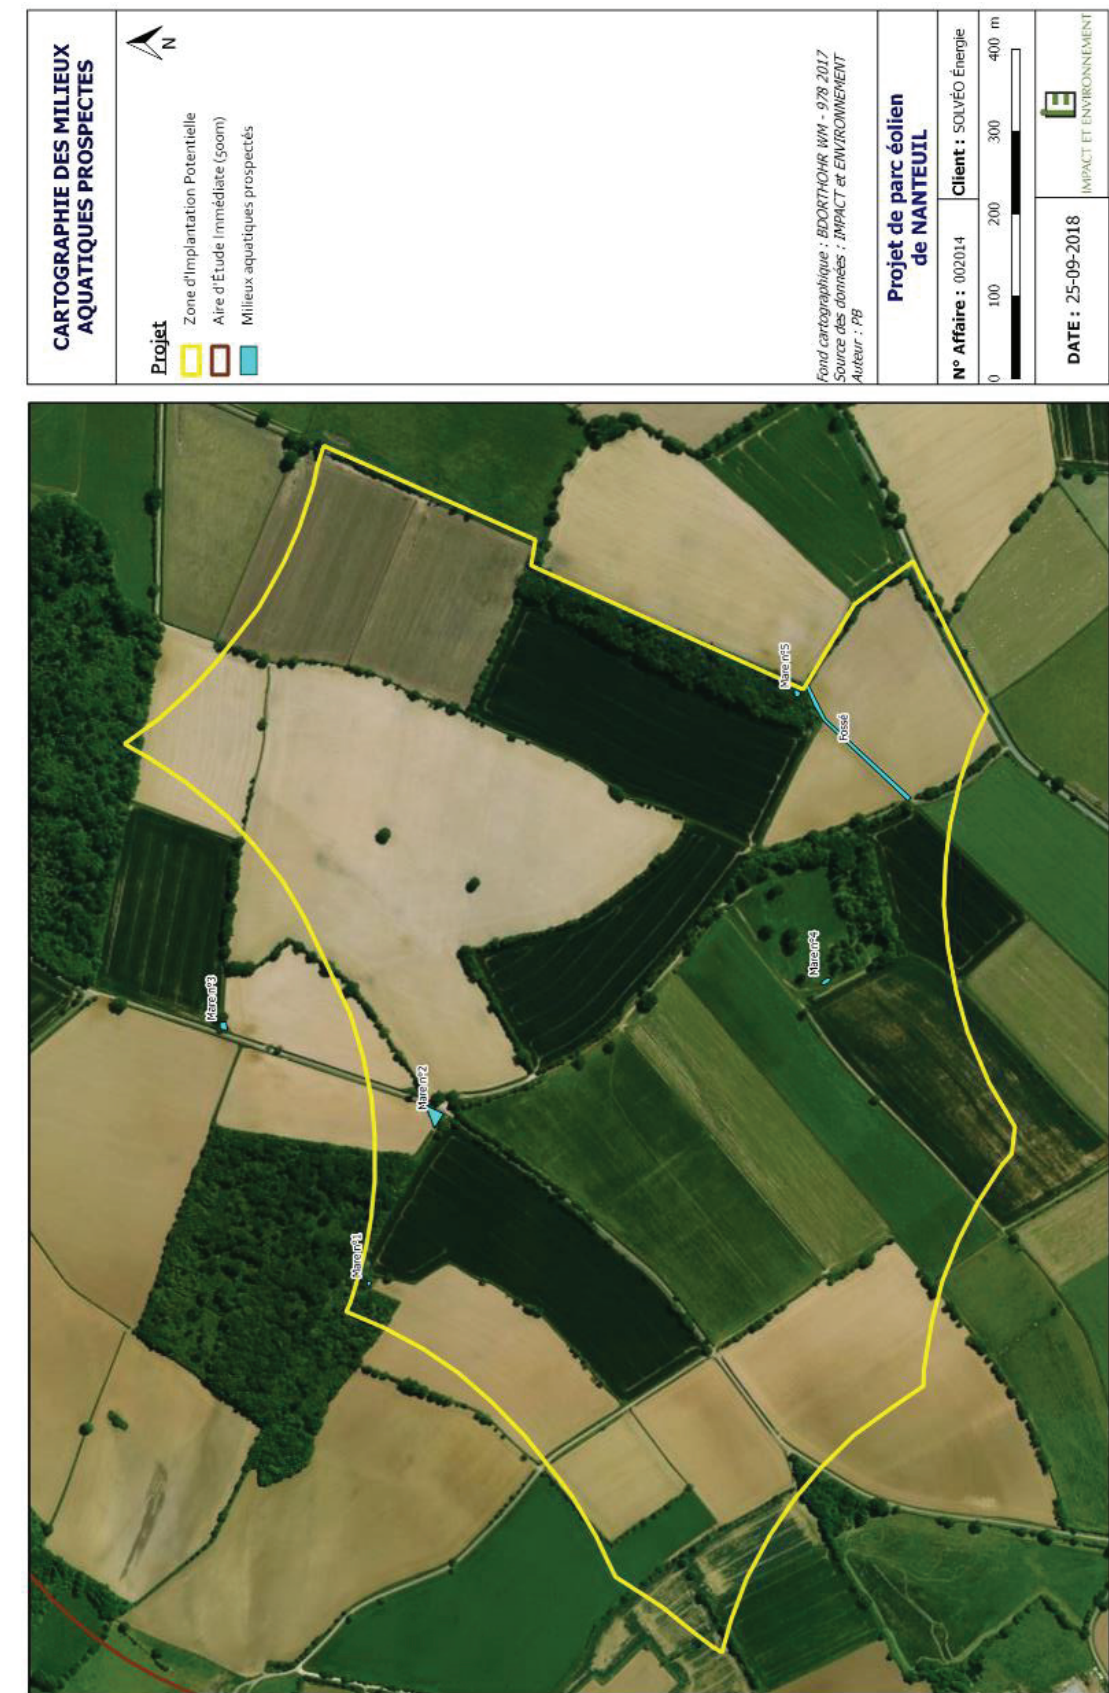 CARTOGRAPHIE DES MILIEUX
AQUATIQUES PROSPECTES
N
Projet
Zone d'Implantation Potentielle
Aire d'Étude Immédiate (500m)
Milieux aquatiques prospectés
Fond cartographique : BDORTHOHR WM - 978 2017
Source des données : IMPACT et ENVIRONNEMENT
Auteur : PB
Projet de parc éolien
de NANTEUIL
N° Affaire : 002014
Client : SOLVÉO Énergie
0 100 200 300 400 m
DATE : 25-09-2018
IE
IMPACT ET ENVIRONNEMENT
Mare n°1
Mare n°2
Mare n°3
Mare n°4
Mare n°5
Fossé